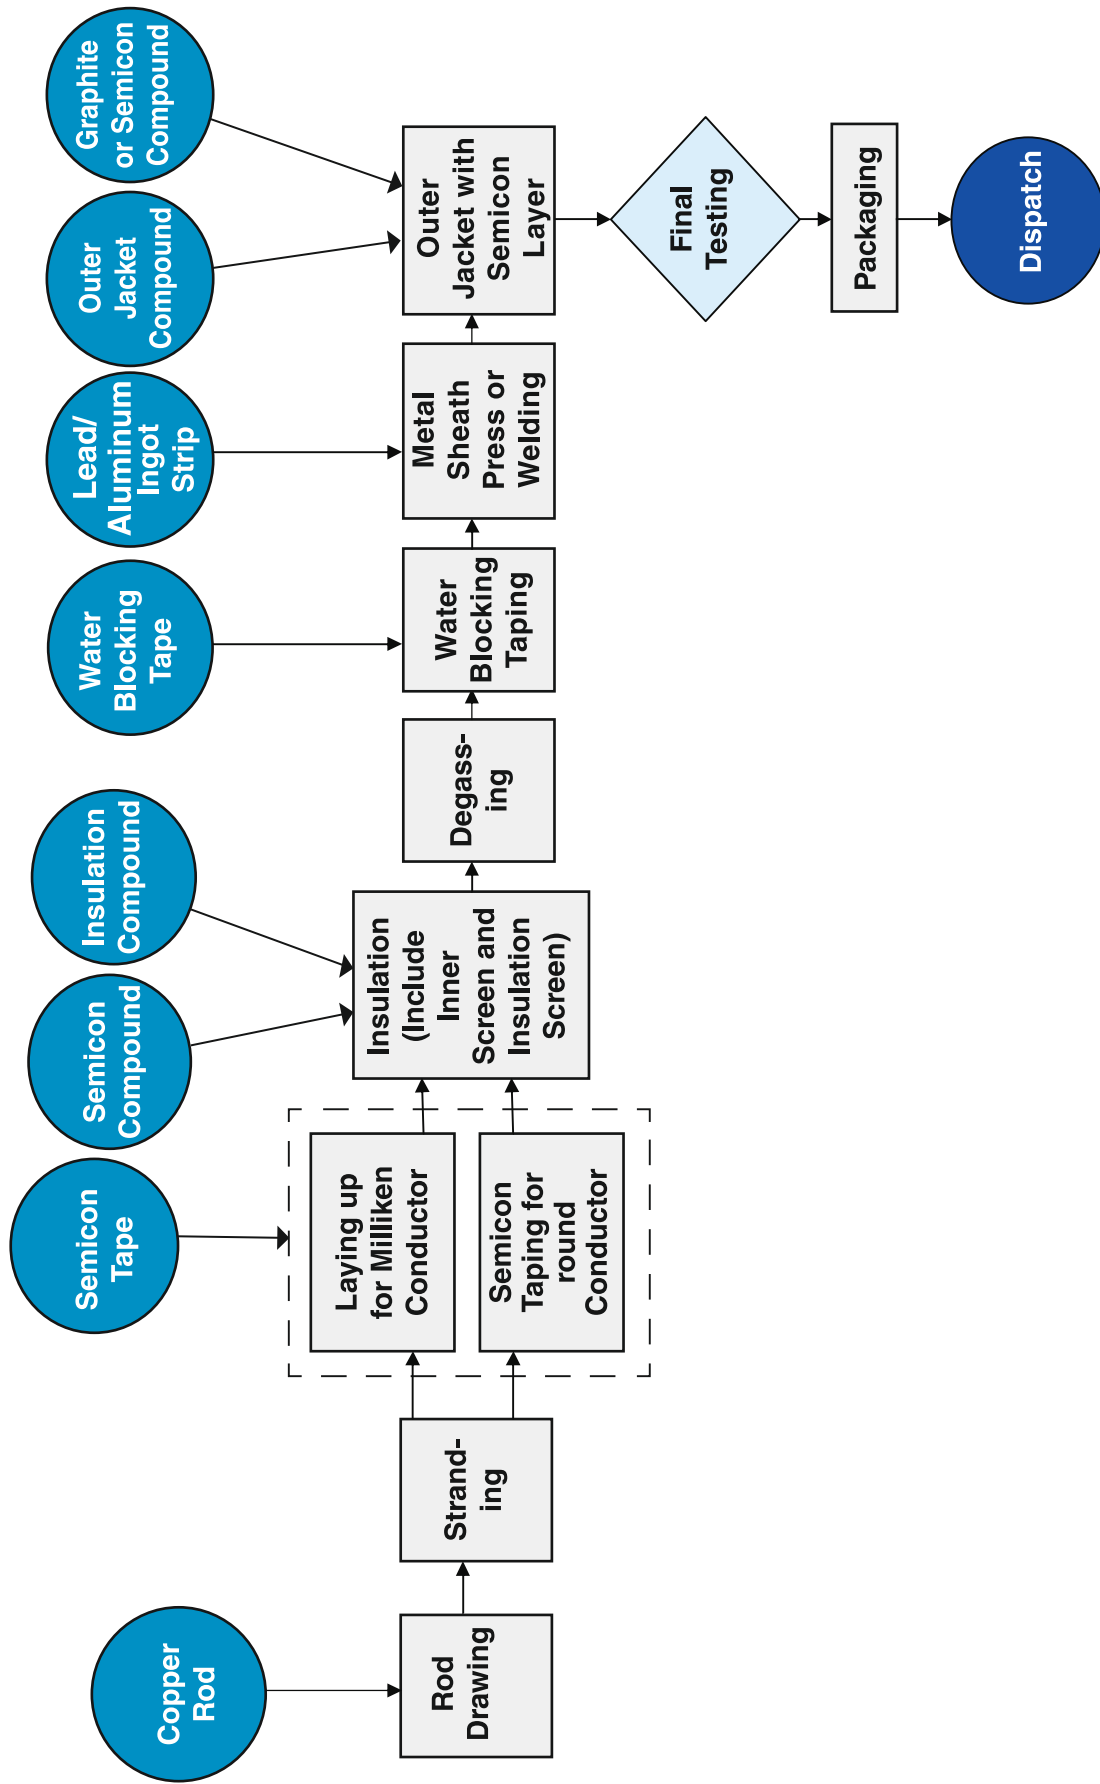 Copper
Rod
Semicon
Tape
Semicon
Compound
Insulation
Compound
Water
Blocking
Tape
Lead/
Aluminum
Ingot
Strip
Outer
Jacket
Compound
Graphite
or Semicon
Compound
Rod
Drawing
Strand-
ing
Laying up
for Milliken
Conductor
Semicon
Taping for
round
Conductor
Insulation
(Include
Inner
Screen and
Insulation
Screen)
Degass-
ing
Water
Blocking
Taping
Metal
Sheath
Press or
Welding
Outer
Jacket with
Semicon
Layer
Final
Testing
Packaging
Dispatch